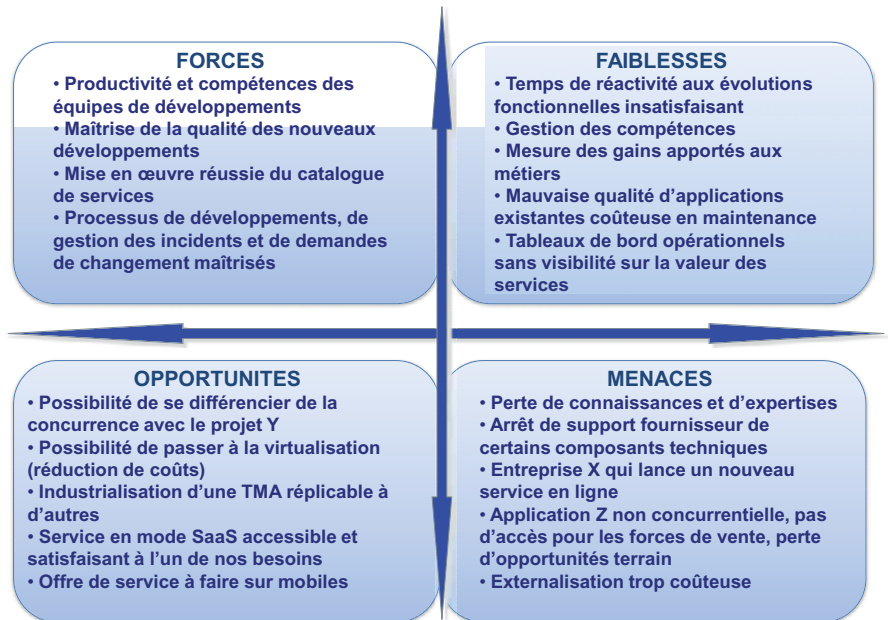 FORCES
• Productivité et compétences des
équipes de développements
• Maîtrise de la qualité des nouveaux
développements
• Mise en œuvre réussie du catalogue
de services
• Processus de développements, de
gestion des incidents et de demandes
de changement maîtrisés
FAIBLESSES
• Temps de réactivité aux évolutions
fonctionnelles insatisfaisant
• Gestion des compétences
• Mesure des gains apportés aux
métiers
• Mauvaise qualité d’applications
existantes coûteuse en maintenance
• Tableaux de bord opérationnels
sans visibilité sur la valeur des
services
OPPORTUNITES
• Possibilité de se différencier de la
concurrence avec le projet Y
• Possibilité de passer à la virtualisation
(réduction de coûts)
• Industrialisation d’une TMA réplicable à
d’autres
• Service en mode SaaS accessible et
satisfaisant à l’un de nos besoins
• Offre de service à faire sur mobiles
MENACES
• Perte de connaissances et d’expertises
• Arrêt de support fournisseur de
certains composants techniques
• Entreprise X qui lance un nouveau
service en ligne
• Application Z non concurrentielle, pas
d’accès pour les forces de vente, perte
d’opportunités terrain
• Externalisation trop coûteuse